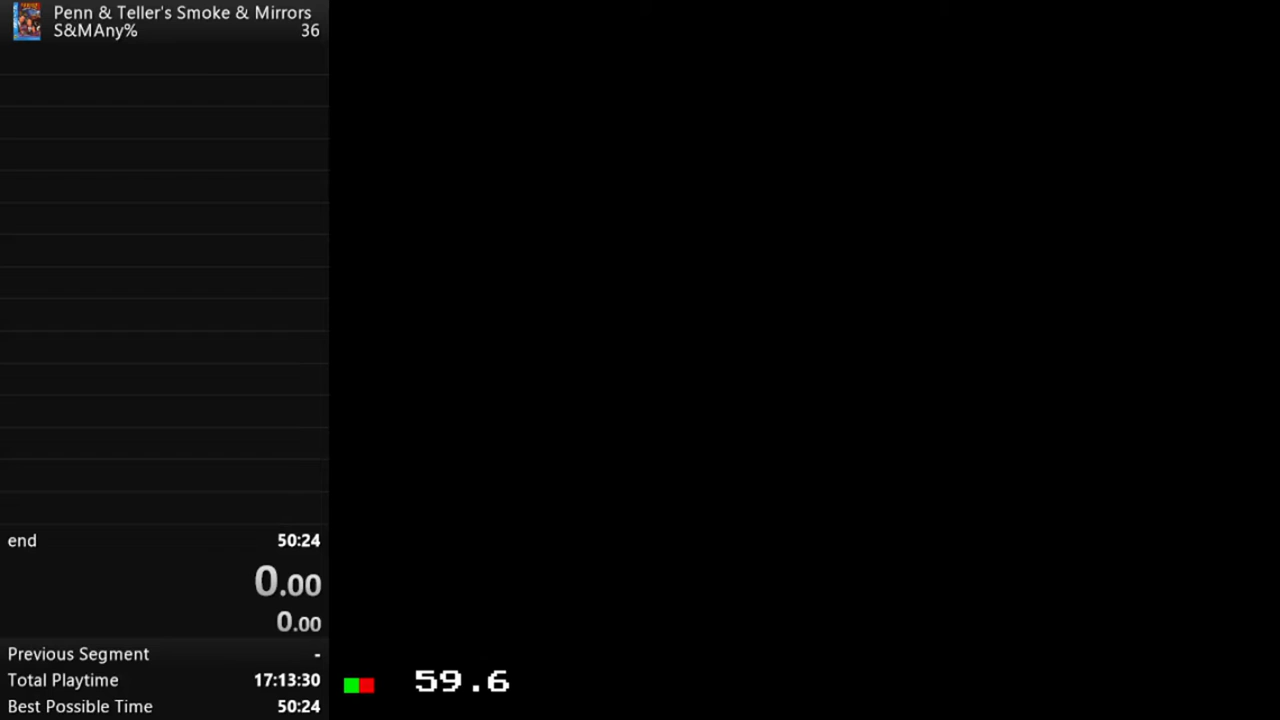 Penn & Teller's Smoke & Mirrors
S&MAny% 36
end 50:24
0.00
0.00
Previous Segment -
Total Playtime 17:13:30
Best Possible Time 50:24
59.6